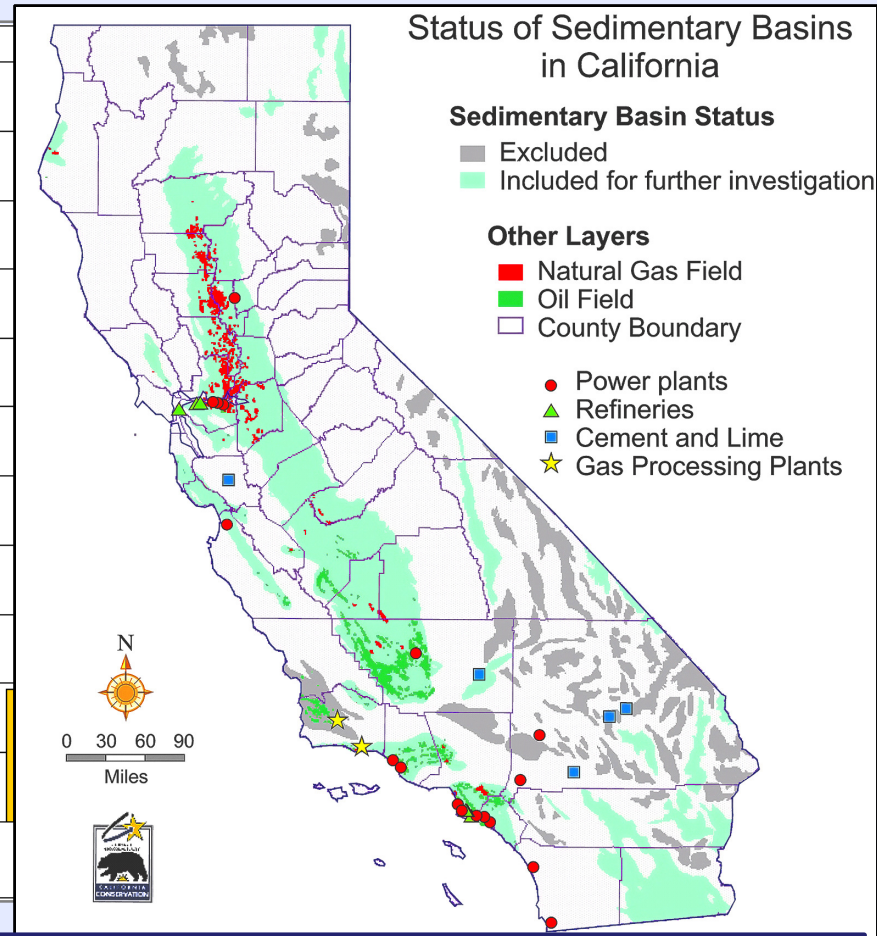 Status of Sedimentary Basins
in California
Sedimentary Basin Status
Excluded
Included for further investigation
Other Layers
Natural Gas Field
Oil Field
County Boundary
Power plants
Refineries
Cement and Lime
Gas Processing Plants
N
0 30 60 90
Miles
CALIFORNIA
CONSERVATION